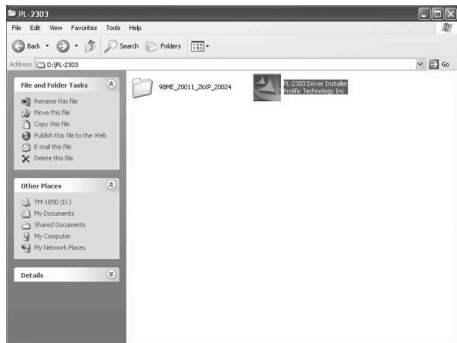 PL-2303
File Edit View Favorites Tools Help
Back Search Folders
Address D:\PL-2303 Go
File and Folder Tasks
Rename this file
Move this file
Copy this file
Publish this file to the Web
E-mail this file
Delete this file
Other Places
TM-185D (D:)
My Documents
Shared Documents
My Computer
My Network Places
Details
98ME_20011_2kXP_20024
PL-2303 Driver Installer
Prolific Technology Inc